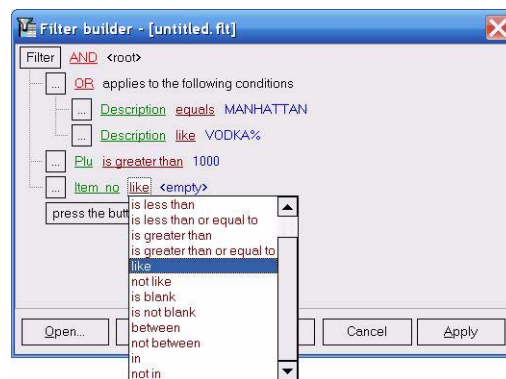 Filter builder - [untitled.flt]
Filter AND <root>
... OR applies to the following conditions
... Description equals MANHATTAN
... Description like VODKA%
... Plu is greater than 1000
... Item no like <empty>
press the but
is less than
is less than or equal to
is greater than
is greater than or equal to
like
not like
is blank
is not blank
between
not between
in
not in
Open... Cancel Apply